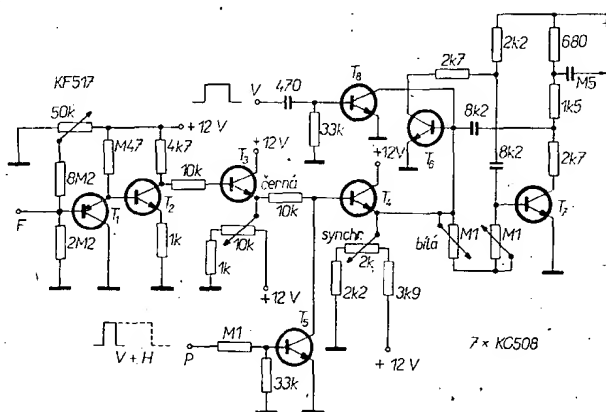 KF517
50k
+12 V
M47
4k7
8M2
F
2M2
T₁
T₂
1k
10k
T₃
+12 V
černá
10k
10k
1k
+12 V
V
470
33k
T₈
T₆
2k7
2k2
680
M5
1k5
8k2
8k2
2k7
T₇
+12V
T₄
synchr.
2k
2k2
3k9
+12 V
bílá
M1
M1
T₅
V + H
P
M1
33k
7 × KC508